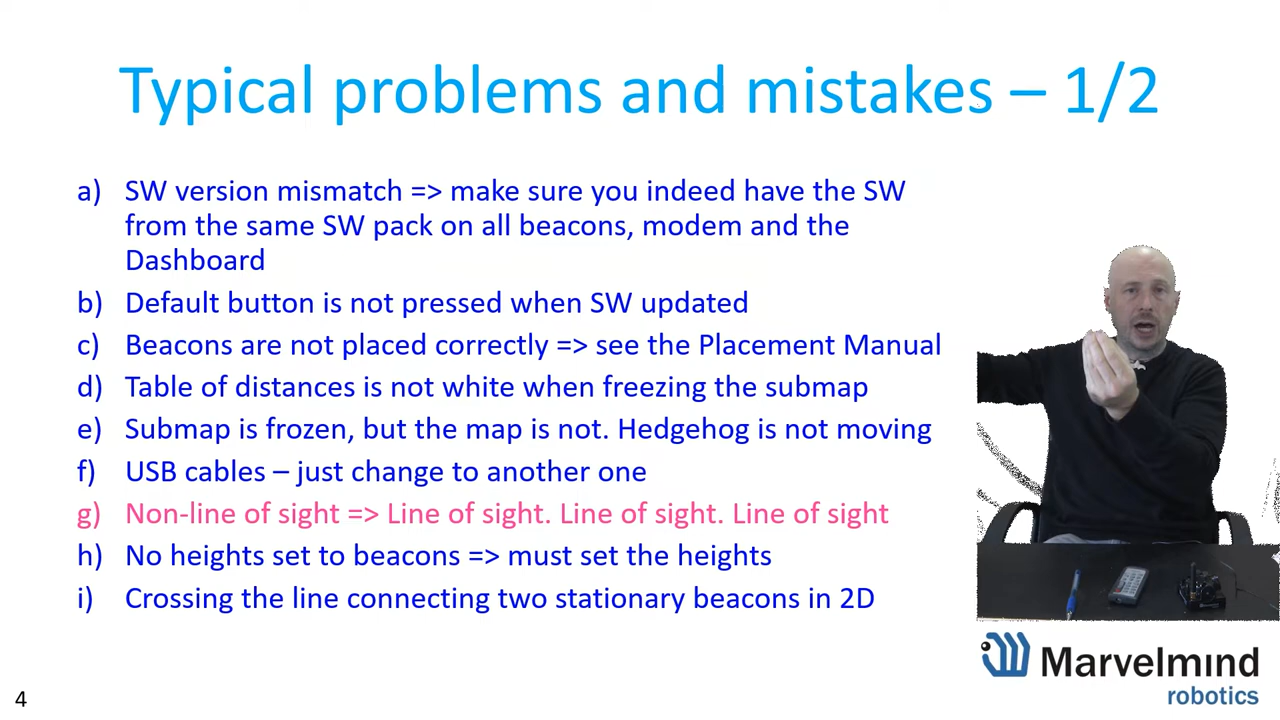 Typical problems and mistakes – 1/2
a) SW version mismatch => make sure you indeed have the SW
from the same SW pack on all beacons, modem and the
Dashboard
b) Default button is not pressed when SW updated
c) Beacons are not placed correctly => see the Placement Manual
d) Table of distances is not white when freezing the submap
e) Submap is frozen, but the map is not. Hedgehog is not moving
f) USB cables – just change to another one
g) Non-line of sight => Line of sight. Line of sight. Line of sight
h) No heights set to beacons => must set the heights
i) Crossing the line connecting two stationary beacons in 2D
Marvelmind
robotics
4